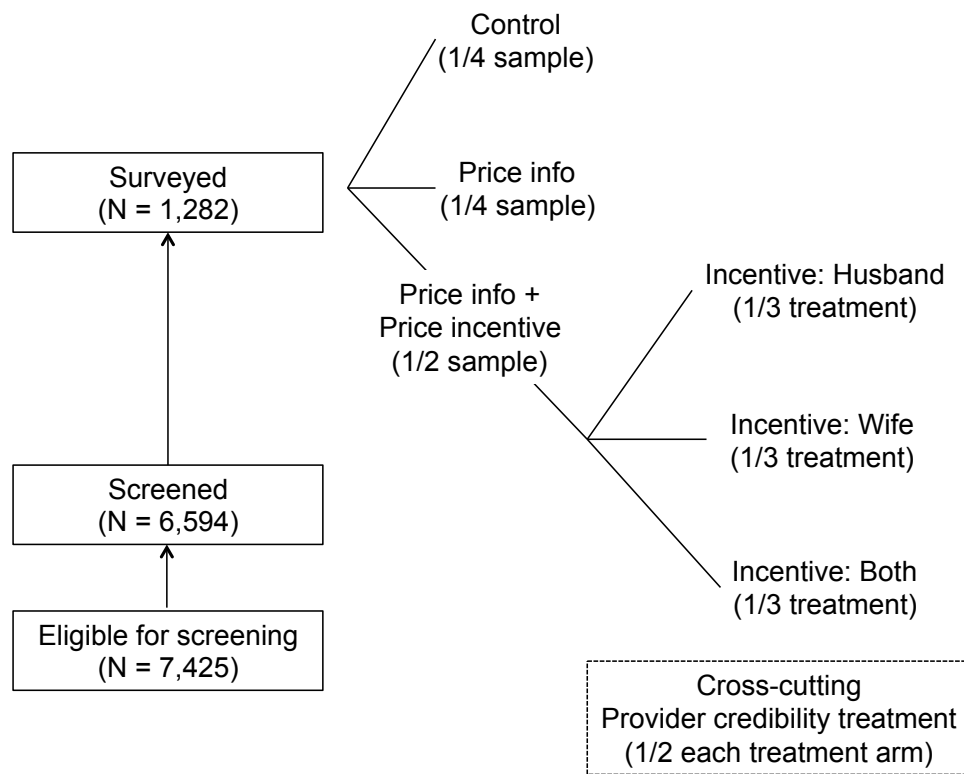 Control
(1/4 sample)
Surveyed
(N = 1,282)
Price info
(1/4 sample)
Price info +
Price incentive
(1/2 sample)
Incentive: Husband
(1/3 treatment)
Incentive: Wife
(1/3 treatment)
Incentive: Both
(1/3 treatment)
Screened
(N = 6,594)
Eligible for screening
(N = 7,425)
Cross-cutting
Provider credibility treatment
(1/2 each treatment arm)